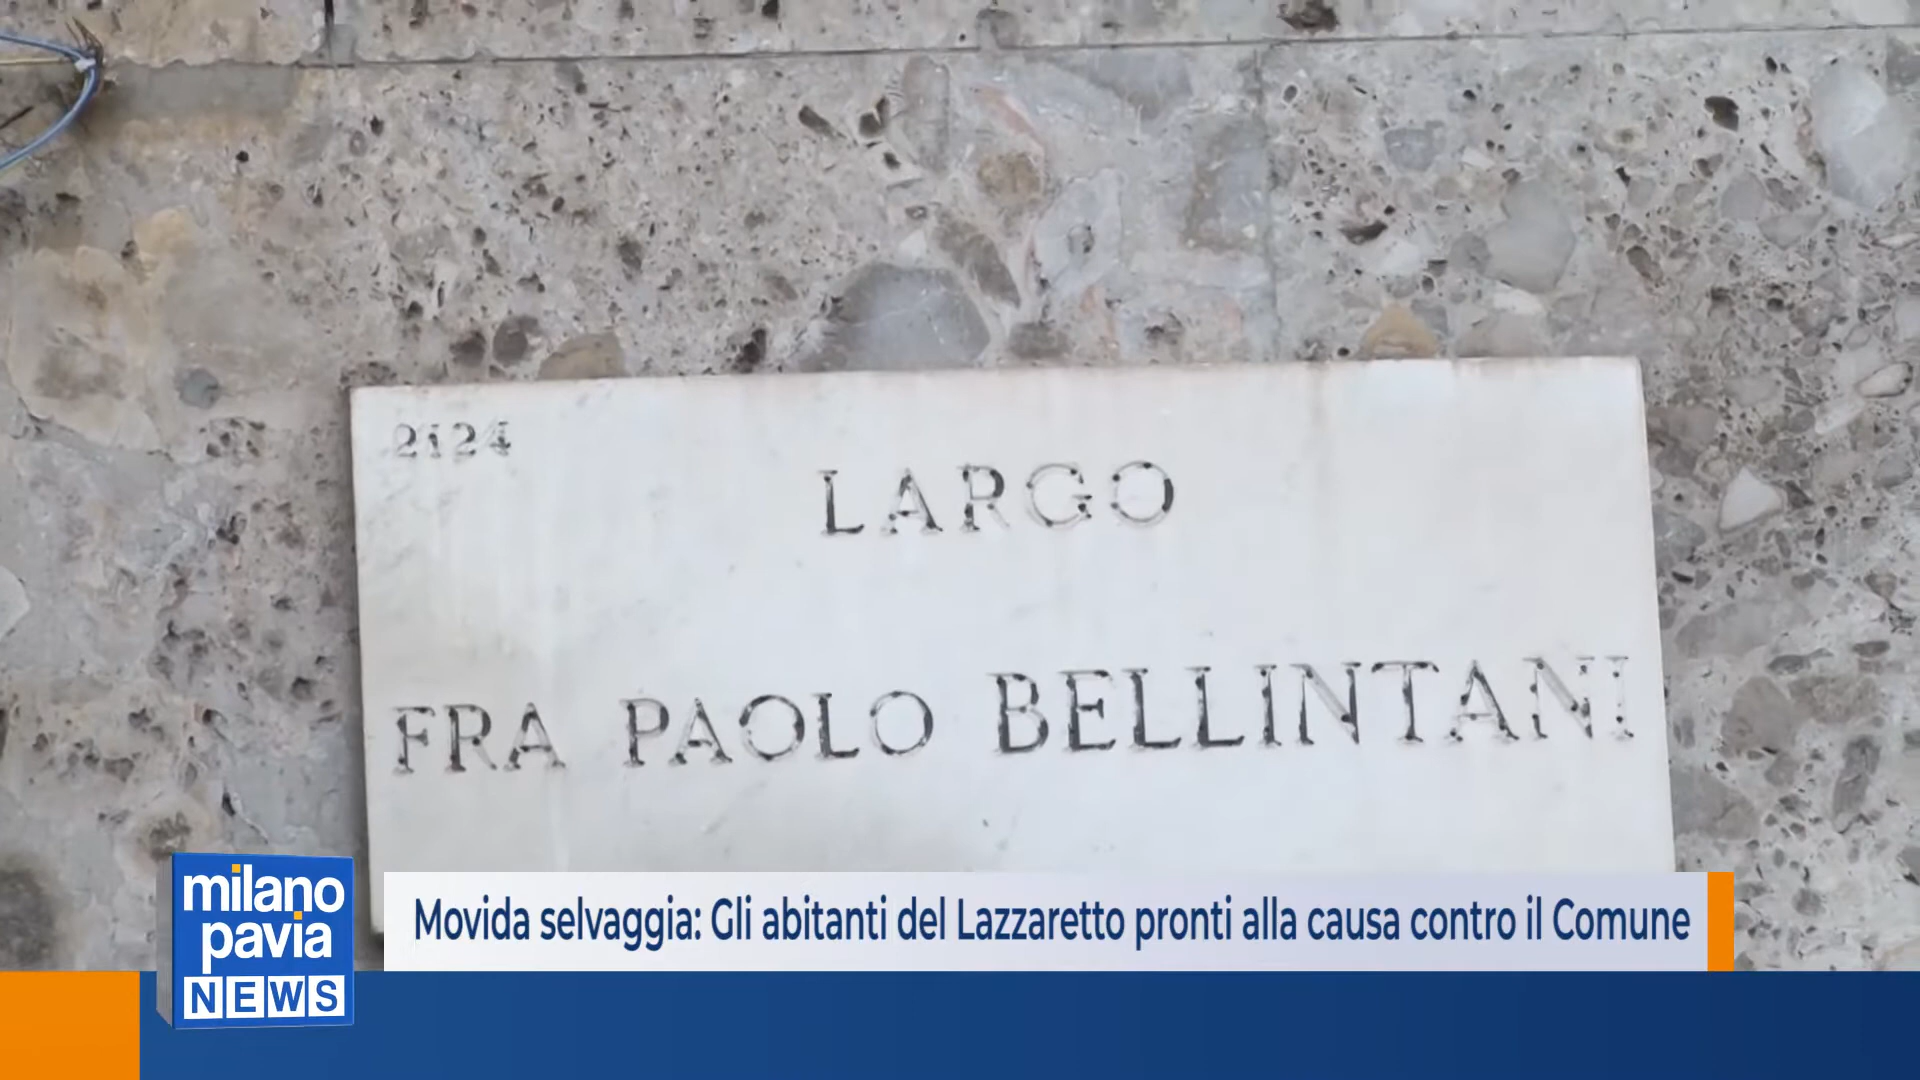 2124
LARGO
FRA PAOLO BELLINTANI
milano
pavia
NEWS
Movida selvaggia: Gli abitanti del Lazzaretto pronti alla causa contro il Comune